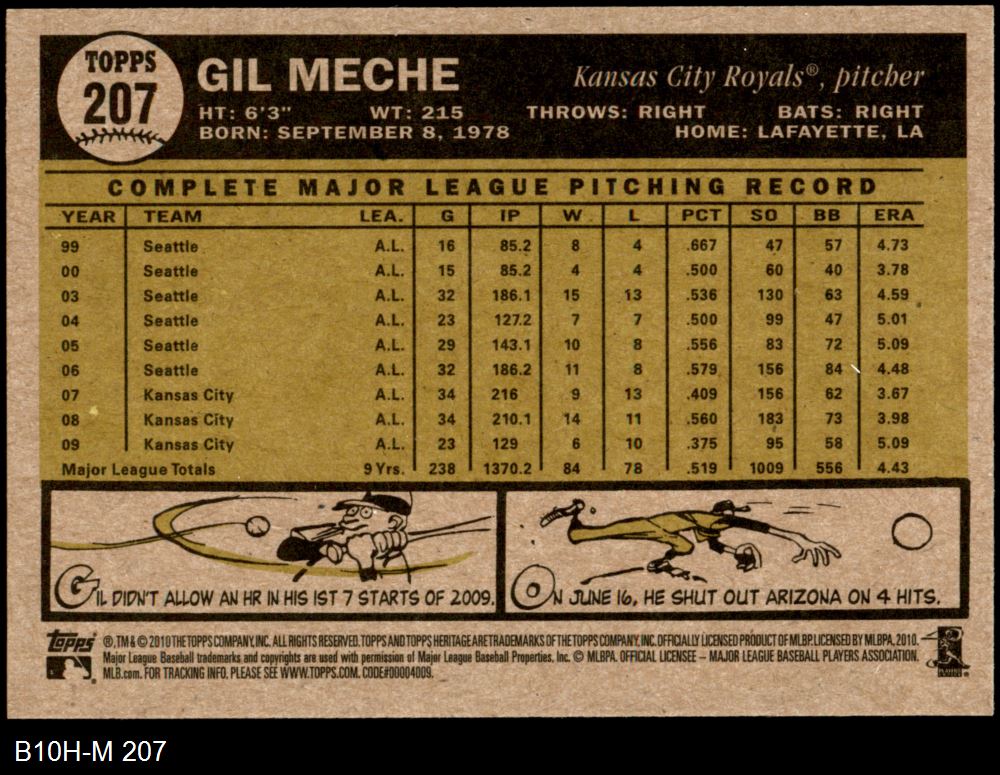 TOPPS
207
GIL MECHE
Kansas City Royals®, pitcher
HT: 6'3" WT: 215 THROWS: RIGHT BATS: RIGHT
BORN: SEPTEMBER 8, 1978 HOME: LAFAYETTE, LA
COMPLETE MAJOR LEAGUE PITCHING RECORD
YEAR TEAM LEA. G IP W L PCT SO BB ERA
99 Seattle A.L. 16 85.2 8 4 .667 47 57 4.73
00 Seattle A.L. 15 85.2 4 4 .500 60 40 3.78
03 Seattle A.L. 32 186.1 15 13 .536 130 63 4.59
04 Seattle A.L. 23 127.2 7 7 .500 99 47 5.01
05 Seattle A.L. 29 143.1 10 8 .556 83 72 5.09
06 Seattle A.L. 32 186.2 11 8 .579 156 84 4.48
07 Kansas City A.L. 34 216 9 13 .409 156 62 3.67
08 Kansas City A.L. 34 210.1 14 11 .560 183 73 3.98
09 Kansas City A.L. 23 129 6 10 .375 95 58 5.09
Major League Totals 9 Yrs. 238 1370.2 84 78 .519 1009 556 4.43
GIL DIDN'T ALLOW AN HR IN HIS 1ST 7 STARTS OF 2009.
ON JUNE 16, HE SHUT OUT ARIZONA ON 4 HITS.
Topps ®, TM & © 2010 THE TOPPS COMPANY, INC. ALL RIGHTS RESERVED. TOPPS AND TOPPS HERITAGE ARE TRADEMARKS OF THE TOPPS COMPANY, INC. OFFICIALLY LICENSED PRODUCT OF MLBP. LICENSED BY MLBPA, 2010.
Major League Baseball trademarks and copyrights are used with permission of Major League Baseball Properties, Inc. © MLBPA. OFFICIAL LICENSEE – MAJOR LEAGUE BASEBALL PLAYERS ASSOCIATION.
MLB.com. FOR TRACKING INFO. PLEASE SEE WWW.TOPPS.COM. CODE#00004009.
B10H-M 207